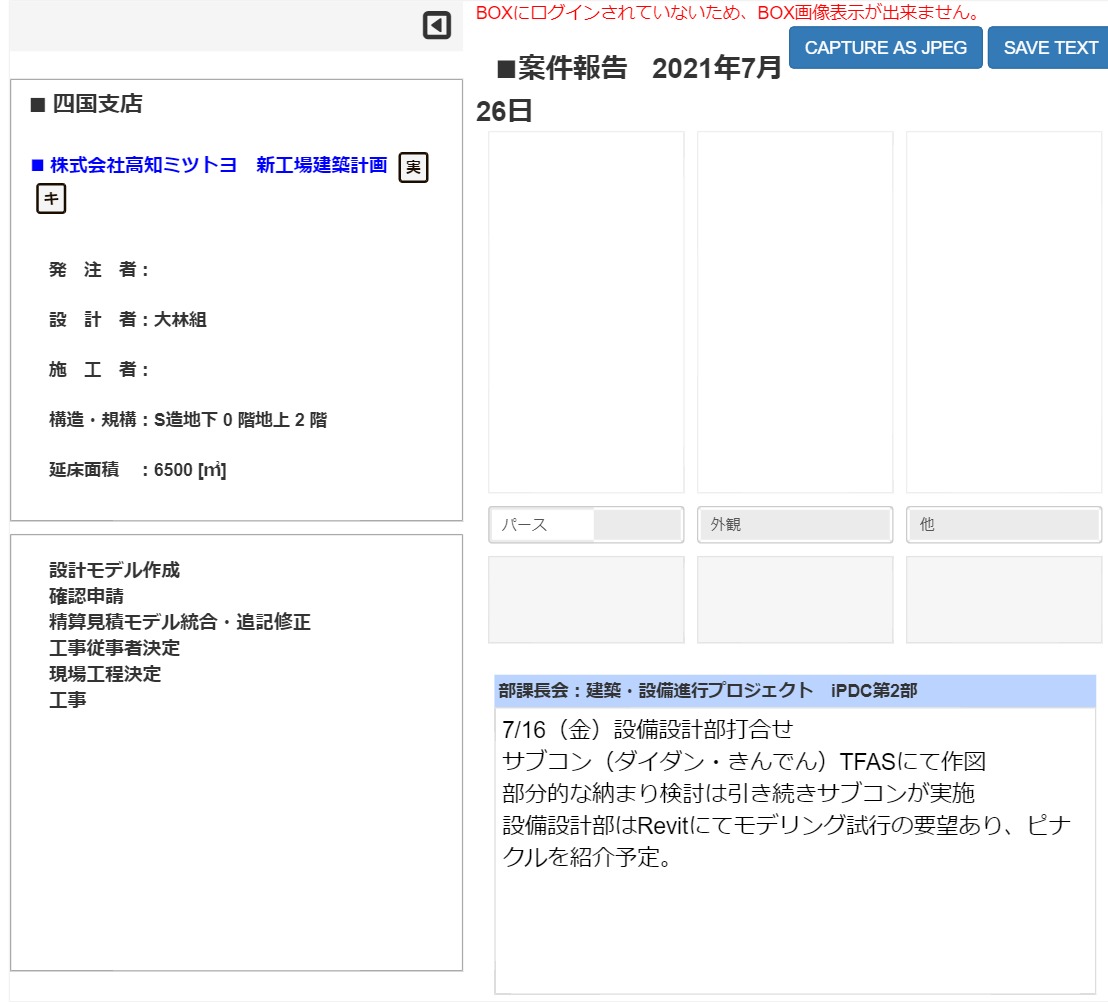 BOXにログインされていないため、BOX画像表示が出来ません。
CAPTURE AS JPEG
SAVE TEXT
■案件報告　2021年7月
26日
■ 四国支店
■ 株式会社高知ミツトヨ　新工場建築計画 実
キ
発　注　者：
設　計　者：大林組
施　工　者：
構造・規構：S造地下 0 階地上 2 階
延床面積　：6500 [㎡]
設計モデル作成
確認申請
精算見積モデル統合・追記修正
工事従事者決定
現場工程決定
工事
パース
外観
他
部課長会：建築・設備進行プロジェクト　iPDC第2部
7/16（金）設備設計部打合せ
サブコン（ダイダン・きんでん）TFASにて作図
部分的な納まり検討は引き続きサブコンが実施
設備設計部はRevitにてモデリング試行の要望あり、ピナ
クルを紹介予定。